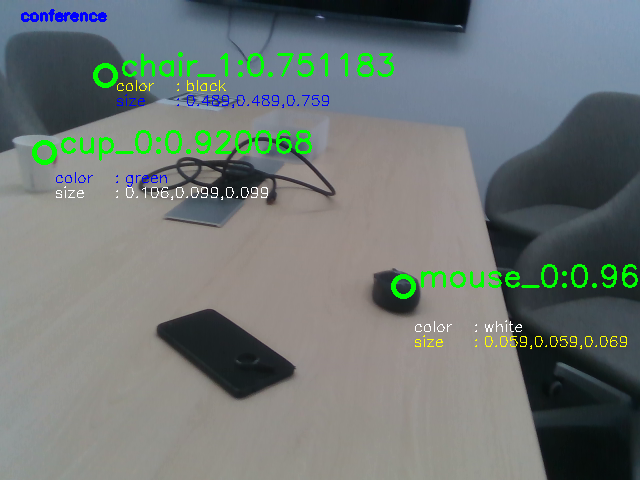 conference
chair_1:0.751183
color : black
size : 0.489,0.489,0.759
cup_0:0.920068
color : green
size : 0.106,0.099,0.099
mouse_0:0.96
color : white
size : 0.059,0.059,0.069